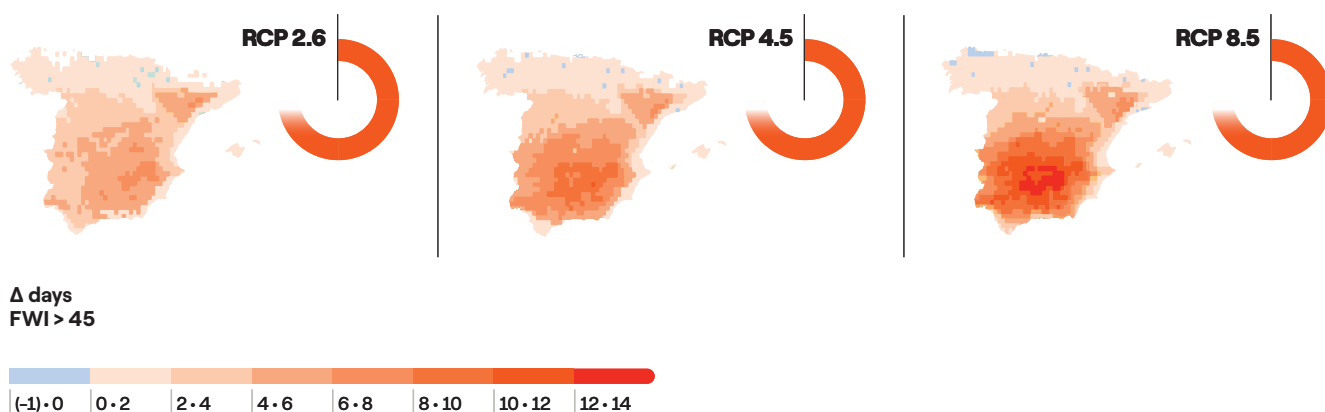 RCP 2.6
RCP 4.5
RCP 8.5
Δ days
FWI > 45
(−1) • 0
0 • 2
2 • 4
4 • 6
6 • 8
8 • 10
10 • 12
12 • 14